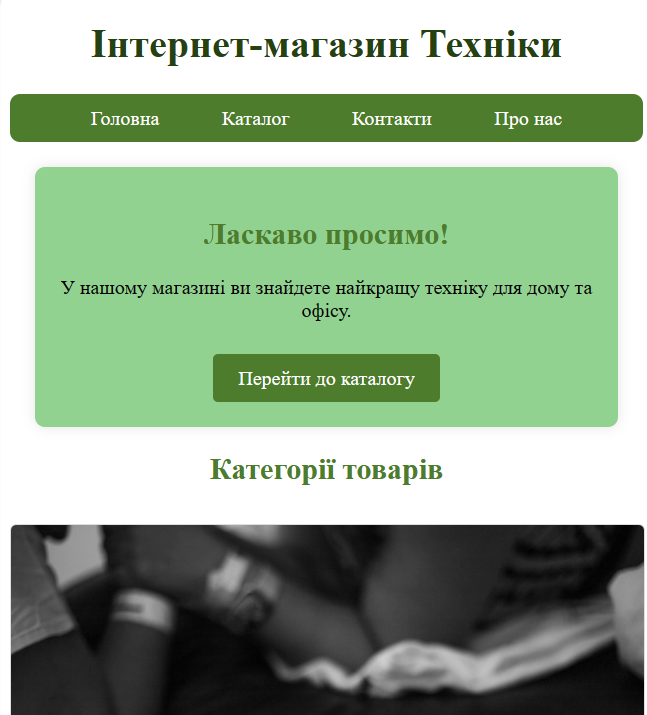 Інтернет-магазин Техніки
Головна Каталог Контакти Про нас
Ласкаво просимо!
У нашому магазині ви знайдете найкращу техніку для дому та
офісу.
Перейти до каталогу
Категорії товарів